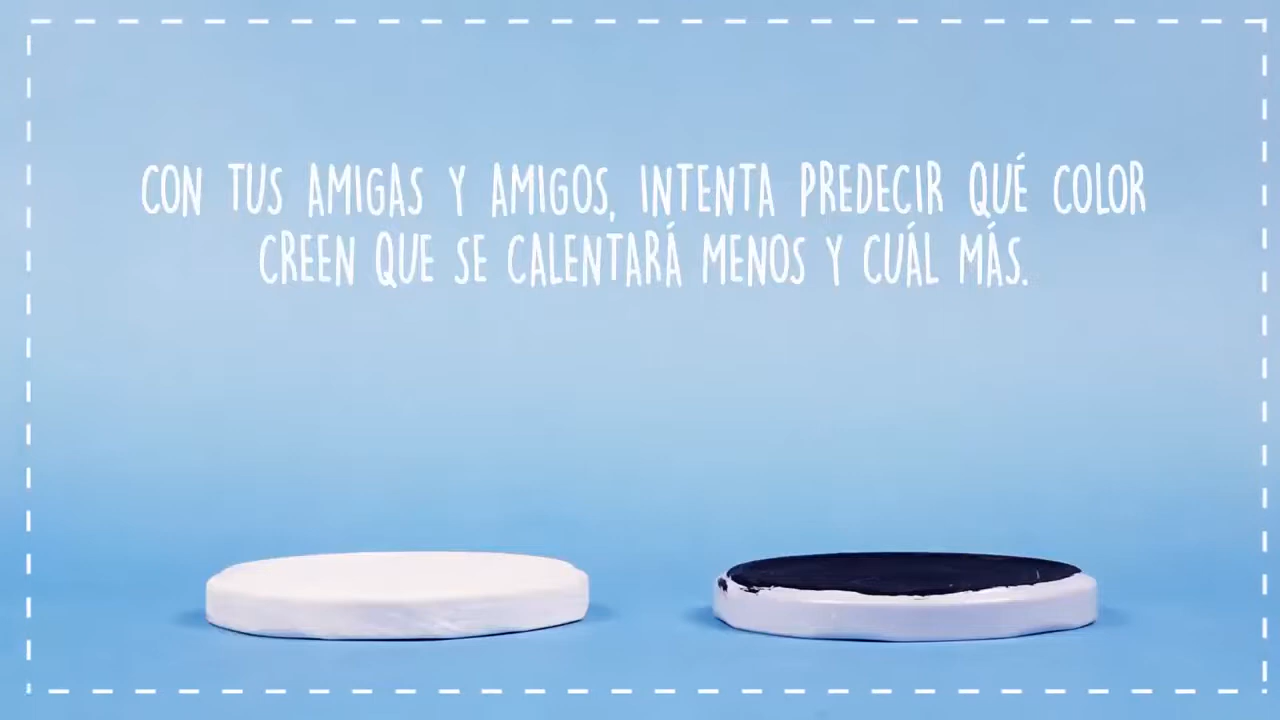 CON TUS AMIGAS Y AMIGOS, INTENTA PREDECIR QUÉ COLOR
CREEN QUE SE CALENTARÁ MENOS Y CUÁL MÁS.